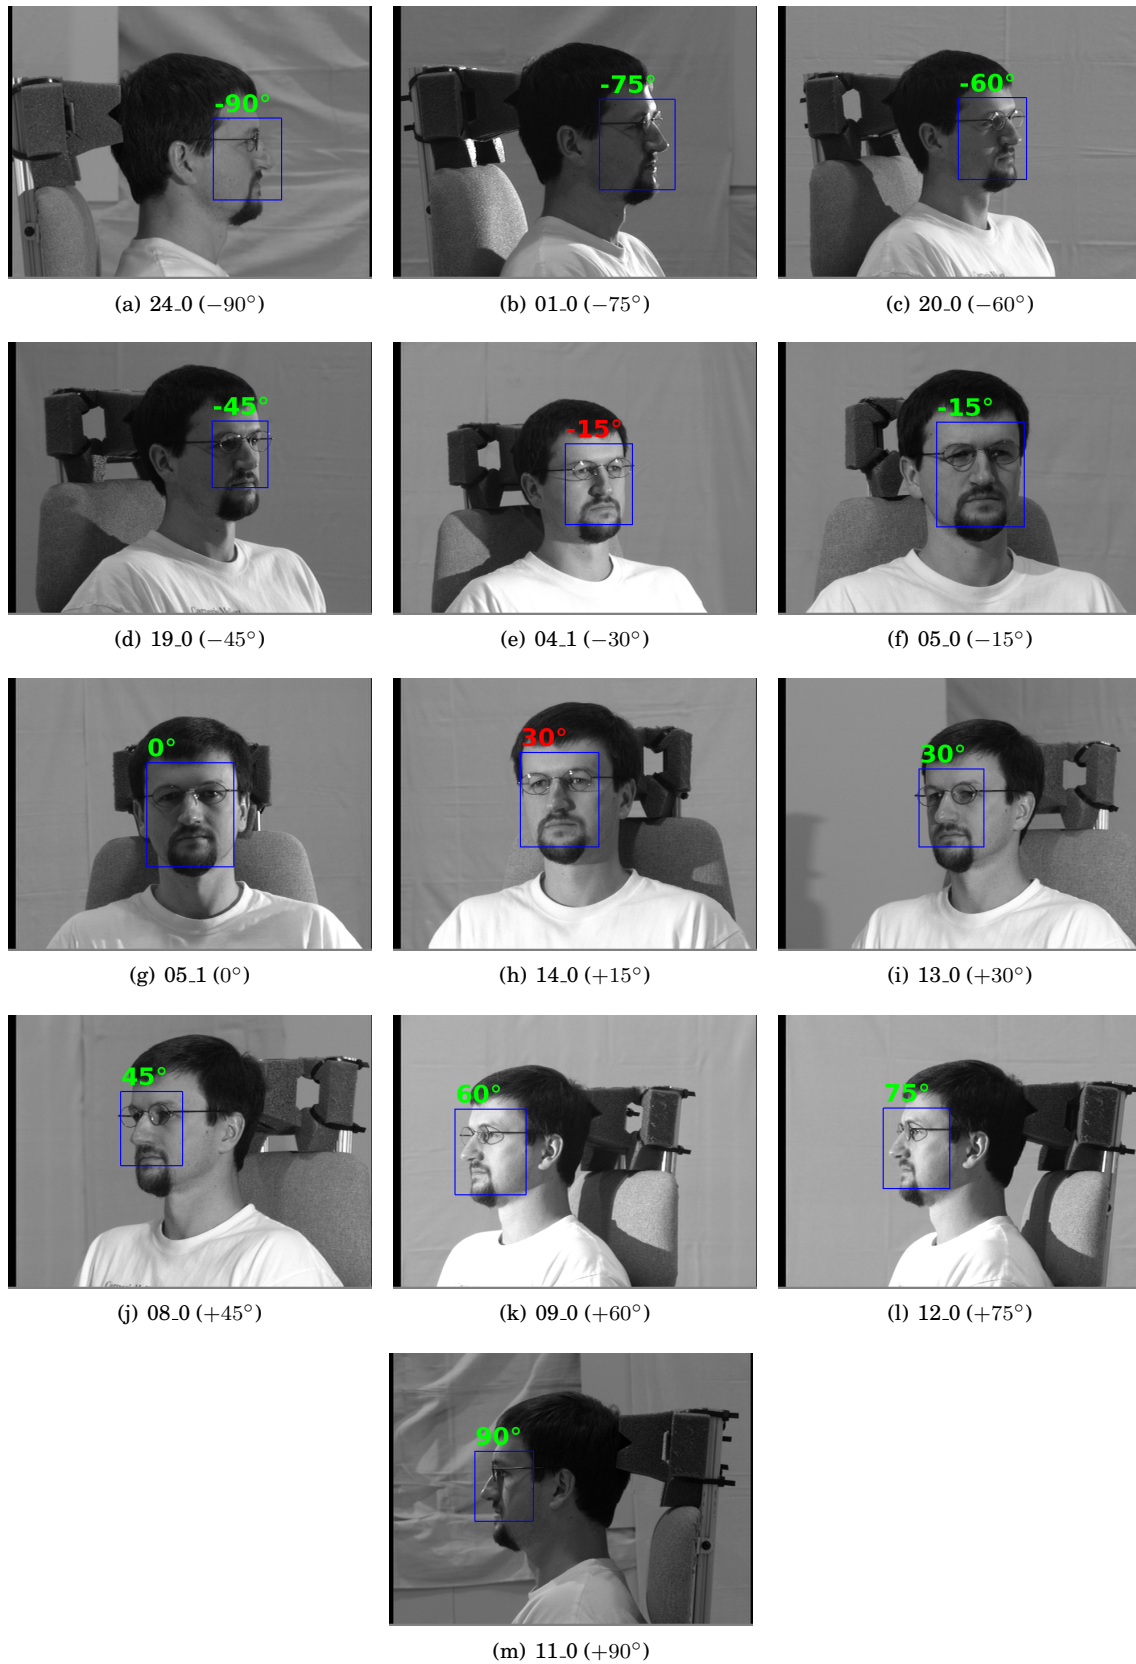 -90°
-75°
-60°
(a) 24_0 (−90°)
(b) 01_0 (−75°)
(c) 20_0 (−60°)
-45°
-15°
-15°
(d) 19_0 (−45°)
(e) 04_1 (−30°)
(f) 05_0 (−15°)
0°
30°
30°
(g) 05_1 (0°)
(h) 14_0 (+15°)
(i) 13_0 (+30°)
45°
60°
75°
(j) 08_0 (+45°)
(k) 09_0 (+60°)
(l) 12_0 (+75°)
90°
(m) 11_0 (+90°)